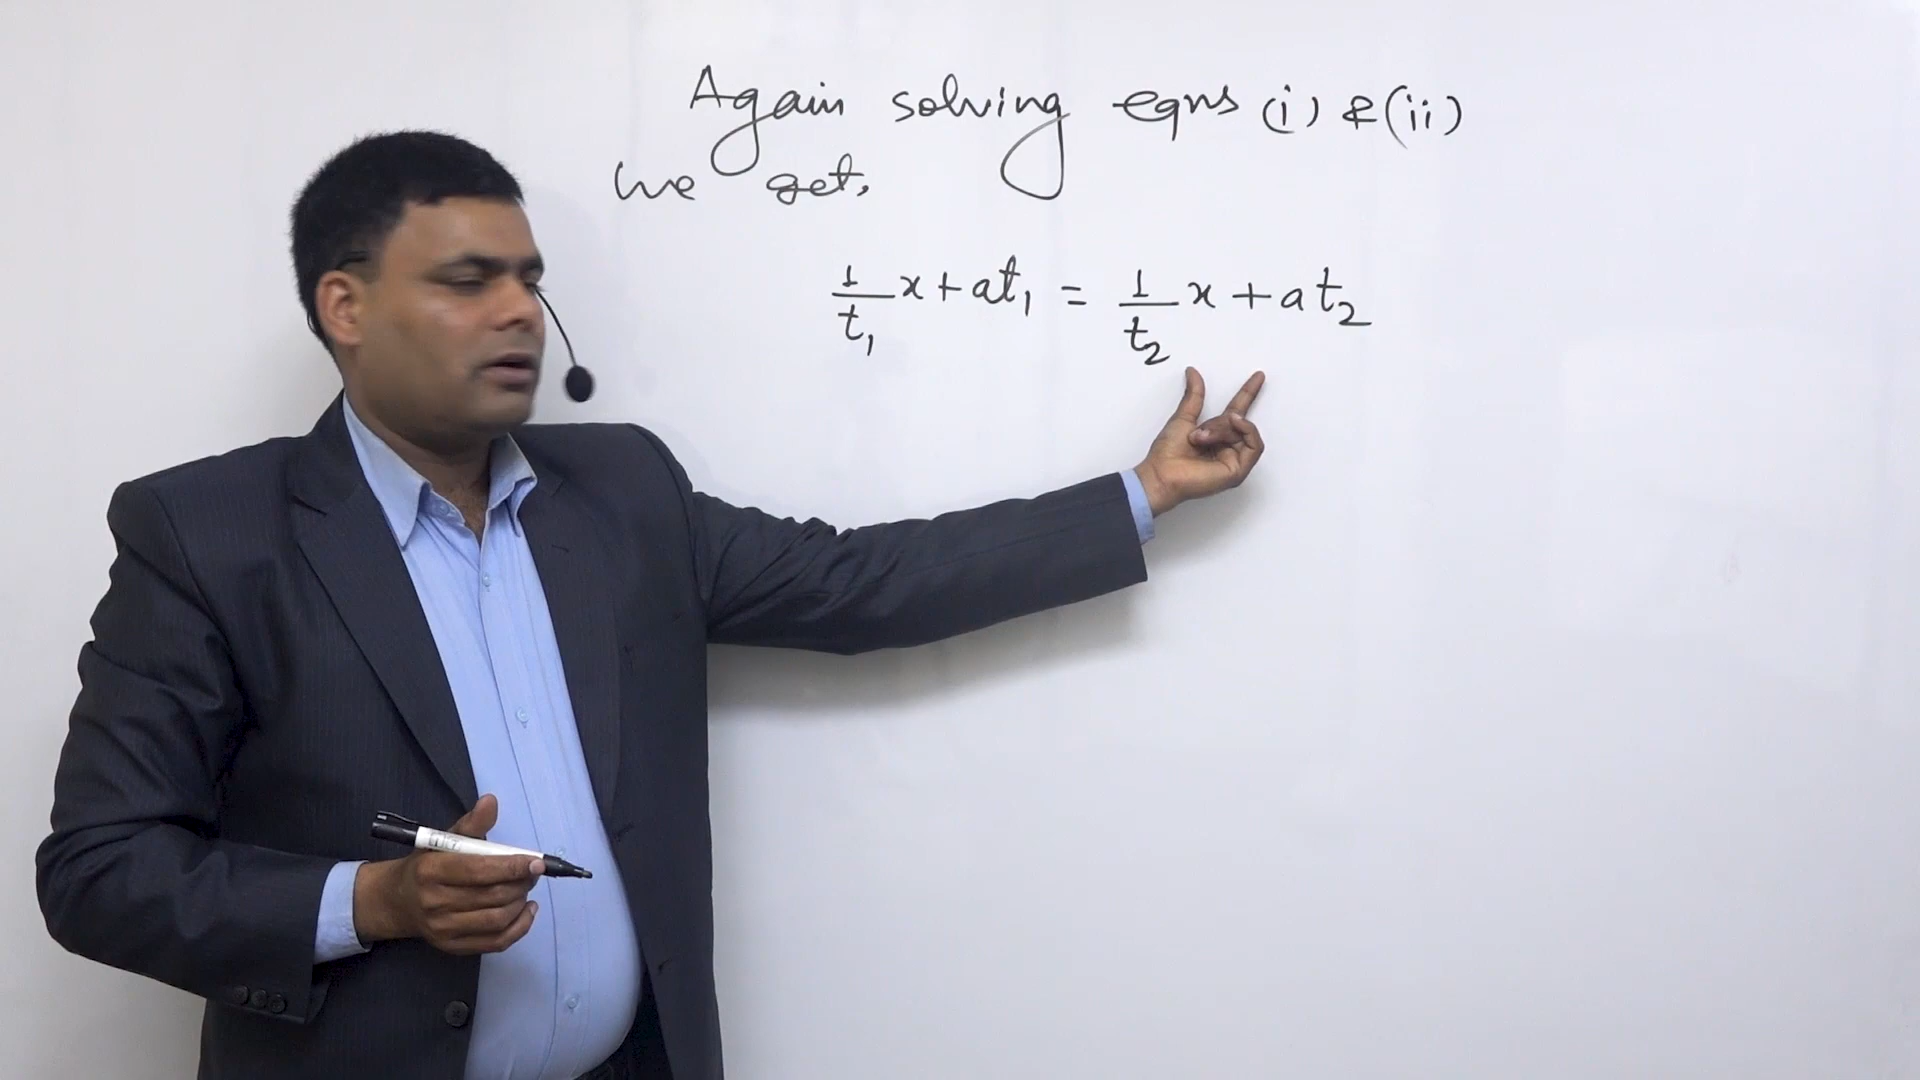 Again solving eqns (i) & (ii)
we get,
1/t₁ x + at₁ = 1/t₂ x + at₂